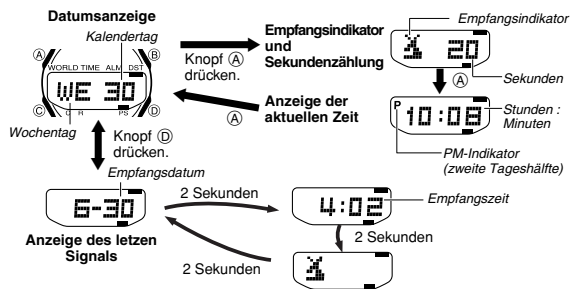 Datumsanzeige
Kalendertag
Ⓐ
Ⓑ
WORLD TIME ALM DST
WE 30
PS
Ⓒ
Ⓓ
Wochentag
Knopf Ⓐ
drücken.
Empfangsindikator
und
Sekundenzählung
Anzeige der
aktuellen Zeit
Ⓐ
Empfangsindikator
20
Sekunden
Ⓐ
P
10:08
Stunden :
Minuten
PM-Indikator
(zweite Tageshälfte)
Knopf Ⓓ
drücken.
Empfangsdatum
6-30
Anzeige des letzen
Signals
2 Sekunden
4:02
Empfangszeit
2 Sekunden
2 Sekunden